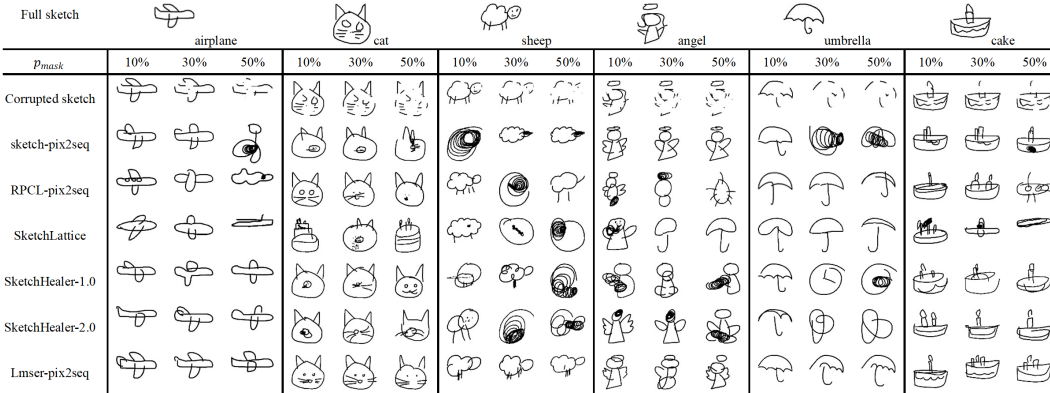 Full sketch
airplane cat sheep angel umbrella cake
p_mask 10% 30% 50% 10% 30% 50% 10% 30% 50% 10% 30% 50% 10% 30% 50% 10% 30% 50%
Corrupted sketch
sketch-pix2seq
RPCL-pix2seq
SketchLattice
SketchHealer-1.0
SketchHealer-2.0
Lmser-pix2seq